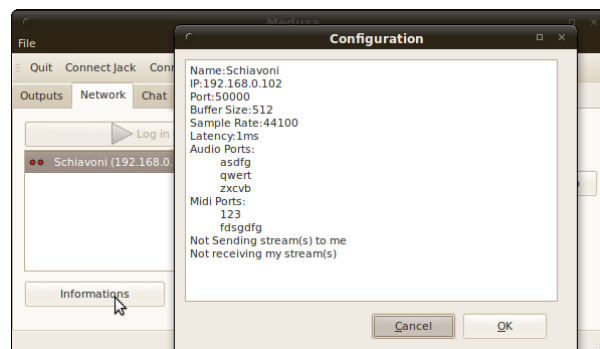 Medusa
File
Quit Connect Jack Con
Outputs Network Chat
Log in
Schiavoni (192.168.0.
Informations
Configuration
Name:Schiavoni
IP:192.168.0.102
Port:50000
Buffer Size:512
Sample Rate:44100
Latency:1ms
Audio Ports:
asdfg
qwert
zxcvb
Midi Ports:
123
fdsgdfg
Not Sending stream(s) to me
Not receiving my stream(s)
Cancel OK